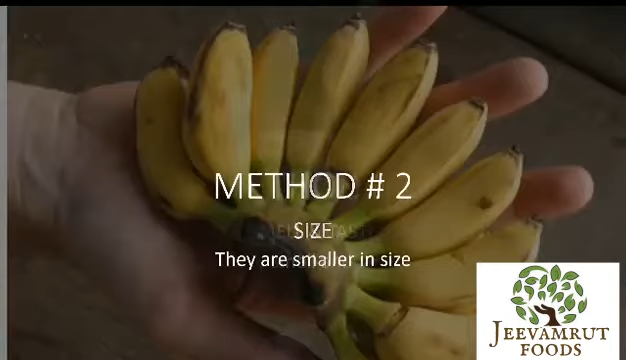 METHOD # 2
SIZE
They are smaller in size
JEEVAMRUT
FOODS